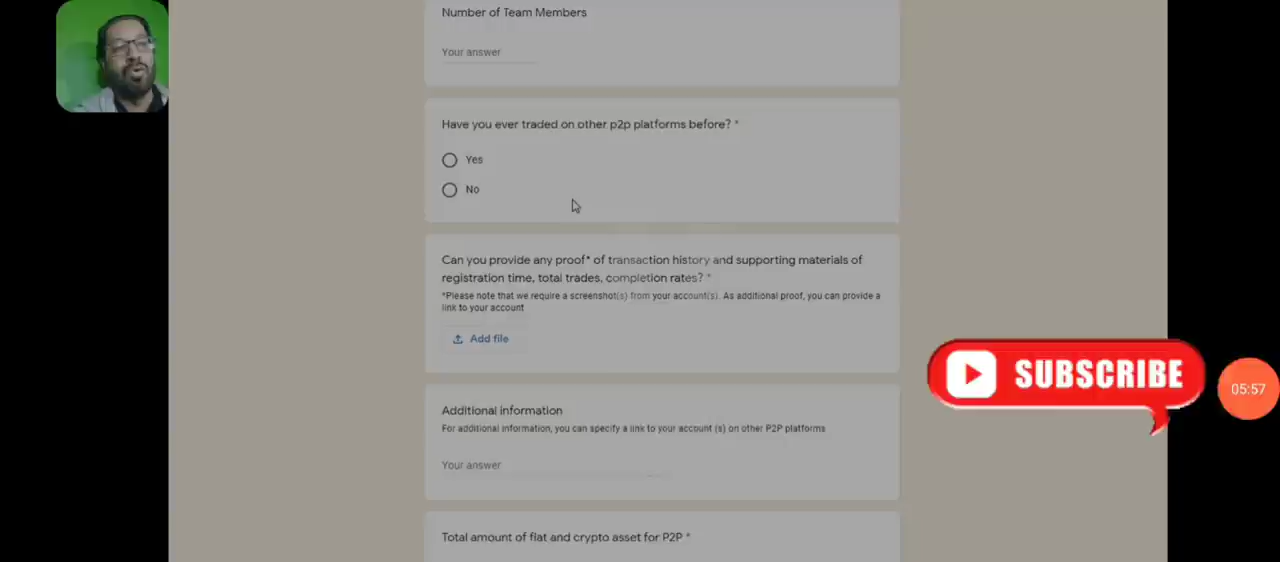 Number of Team Members
Your answer
Have you ever traded on other p2p platforms before? *
Yes
No
Can you provide any proof* of transaction history and supporting materials of
registration time, total trades, completion rates? *
*Please note that we require a screenshot(s) from your account(s). As additional proof, you can provide a
link to your account
Add file
SUBSCRIBE
05:57
Additional information
For additional information, you can specify a link to your account (s) on other P2P platforms
Your answer
Total amount of fiat and crypto asset for P2P *